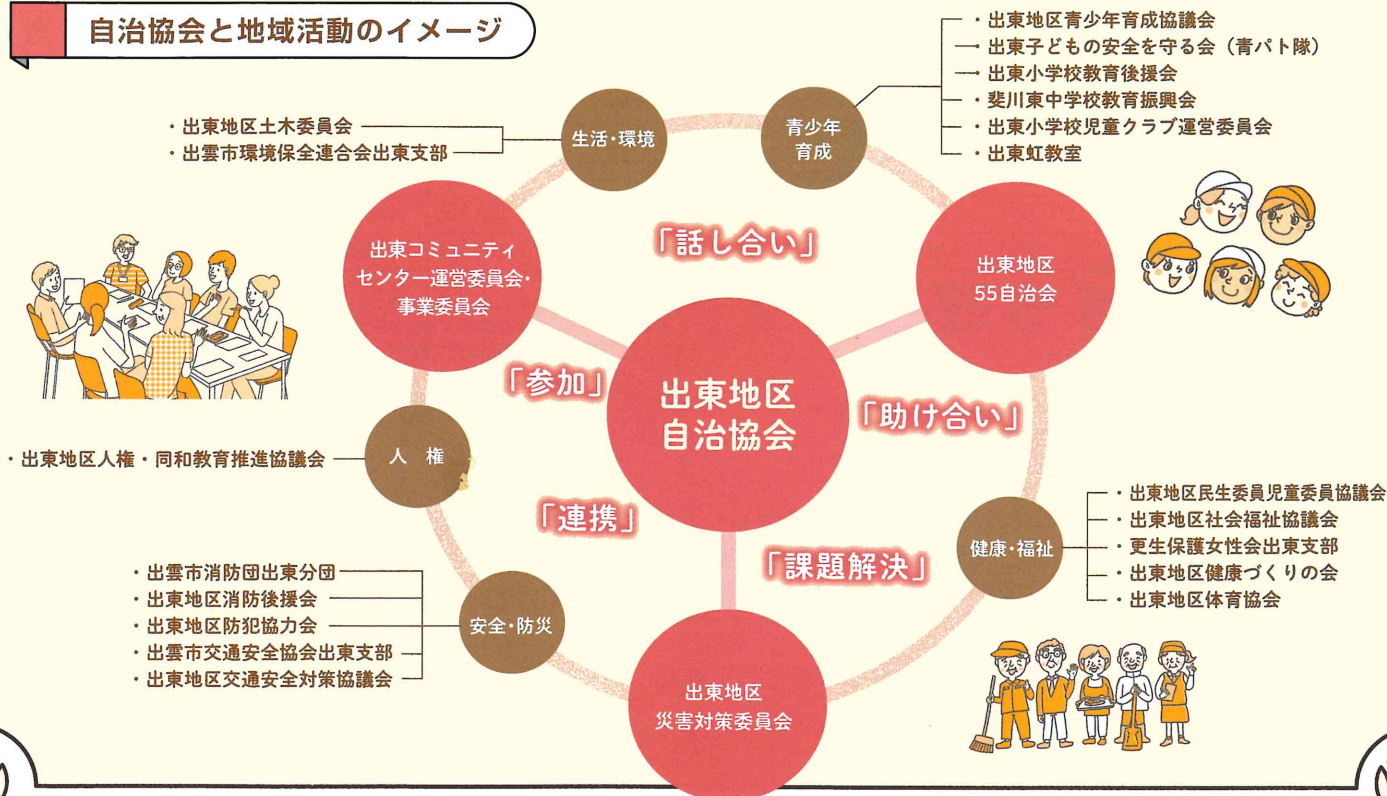 自治協会と地域活動のイメージ
・出東地区青少年育成協議会
・出東子どもの安全を守る会（青パト隊）
・出東小学校教育後援会
・斐川東中学校教育振興会
・出東小学校児童クラブ運営委員会
・出東虹教室
青少年
育成
・出東地区土木委員会
・出雲市環境保全連合会出東支部
生活・環境
出東コミュニティ
センター運営委員会・
事業委員会
「話し合い」
出東地区
55自治会
「参加」
出東地区
自治協会
「助け合い」
・出東地区人権・同和教育推進協議会
人 権
「連携」
「課題解決」
健康・福祉
・出東地区民生委員児童委員協議会
・出東地区社会福祉協議会
・更生保護女性会出東支部
・出東地区健康づくりの会
・出東地区体育協会
・出雲市消防団出東分団
・出東地区消防後援会
・出東地区防犯協力会
・出雲市交通安全協会出東支部
・出東地区交通安全対策協議会
安全・防災
出東地区
災害対策委員会